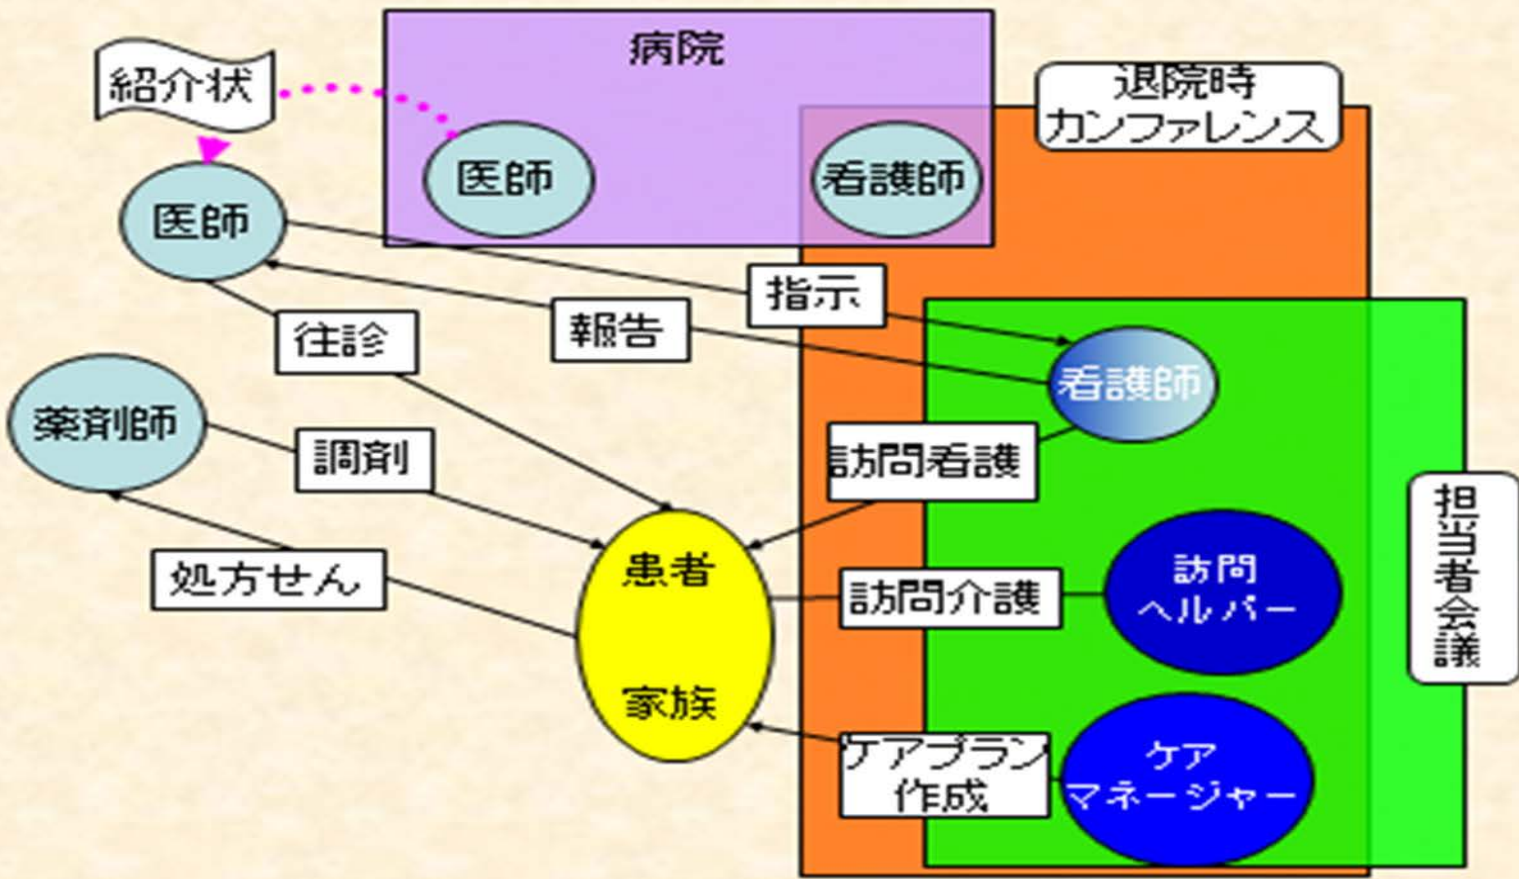 病院
紹介状
退院時
カンファレンス
医師
看護師
医師
指示
報告
往診
看護師
薬剤師
調剤
訪問看護
担当者会議
処方せん
患者
家族
訪問介護
訪問
ヘルパー
ケアプラン
作成
ケア
マネージャー